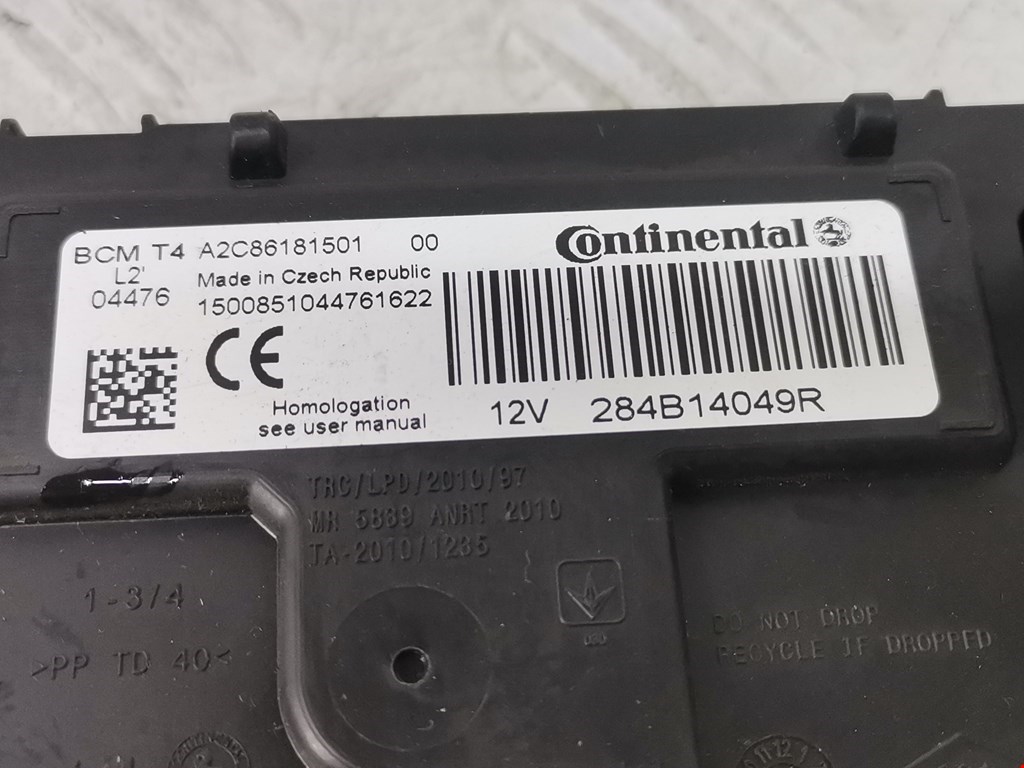 BCM T4 A2C86181501 00
Continental
L2' Made in Czech Republic
04476 1500851044761622
CE
Homologation
see user manual
12V 284B14049R
TRC/LPD/2010/97
MR 5889 ANRT 2010
TA-2010/1235
1-3/4
>PP TD 40<
DO NOT DROP
RECYCLE IF DROPPED